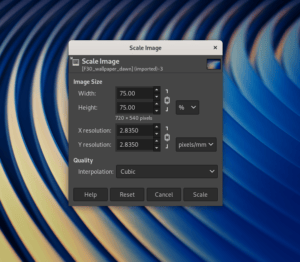 Scale Image
Scale Image
[F30_wallpaper_dawn] (imported)-3
Image Size
Width: 75.00
Height: 75.00 %
720 × 540 pixels
X resolution: 2.8350
Y resolution: 2.8350 pixels/mm
Quality
Interpolation: Cubic
Help Reset Cancel Scale